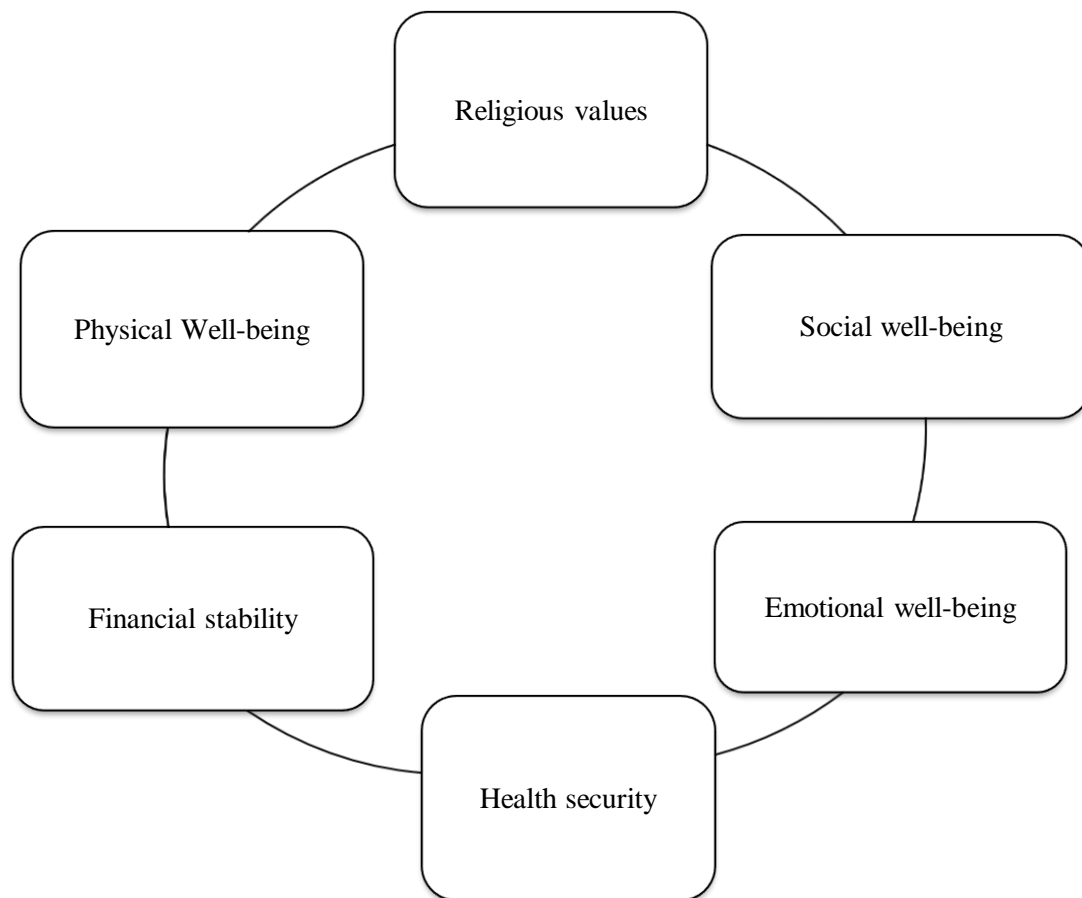 Religious values
Physical Well-being
Social well-being
Financial stability
Emotional well-being
Health security